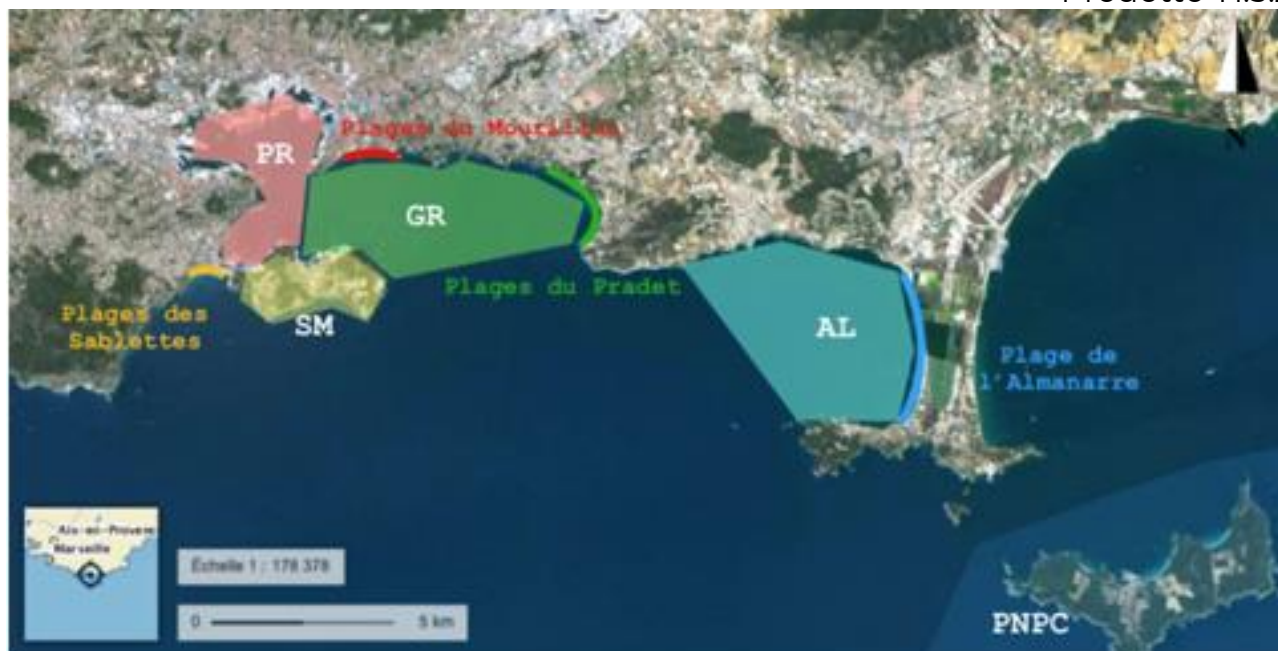 PR
Plages du Mourillon
GR
Plages du Pradet
Plages des
Sablettes
SM
AL
Plage de
l'Almanarre
N
Aix-en-Provence
Marseille
Échelle 1 : 178 378
0
5 km
PNPC